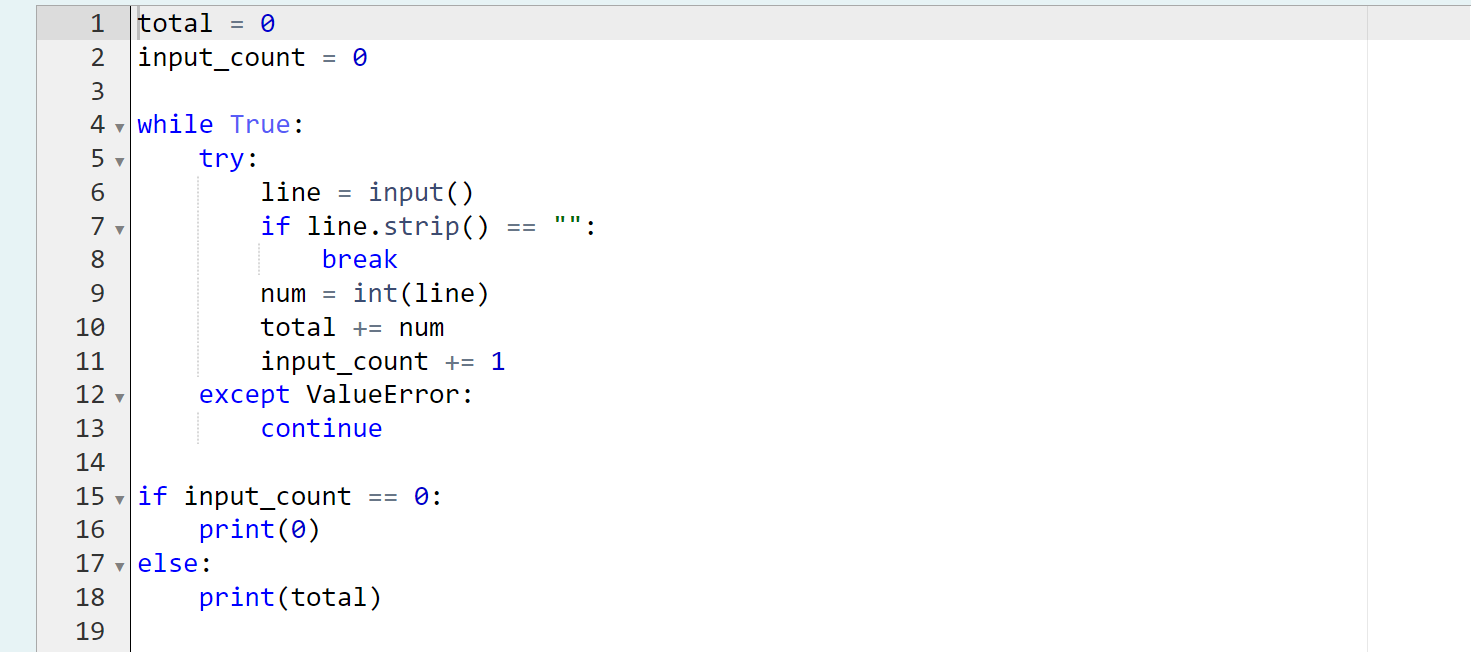 1 total = 0
2 input_count = 0
3
4 while True:
5     try:
6         line = input()
7         if line.strip() == "":
8             break
9         num = int(line)
10         total += num
11         input_count += 1
12     except ValueError:
13         continue
14
15 if input_count == 0:
16     print(0)
17 else:
18     print(total)
19